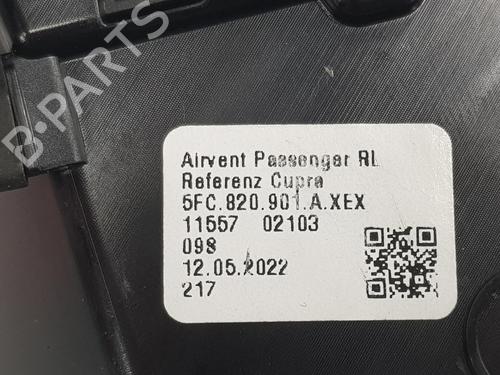 B-PARTS
Airvent Passenger RL
Referenz Cupra
5FC.820.901.A.XEX
11557 02103
098
12.05.2022
217